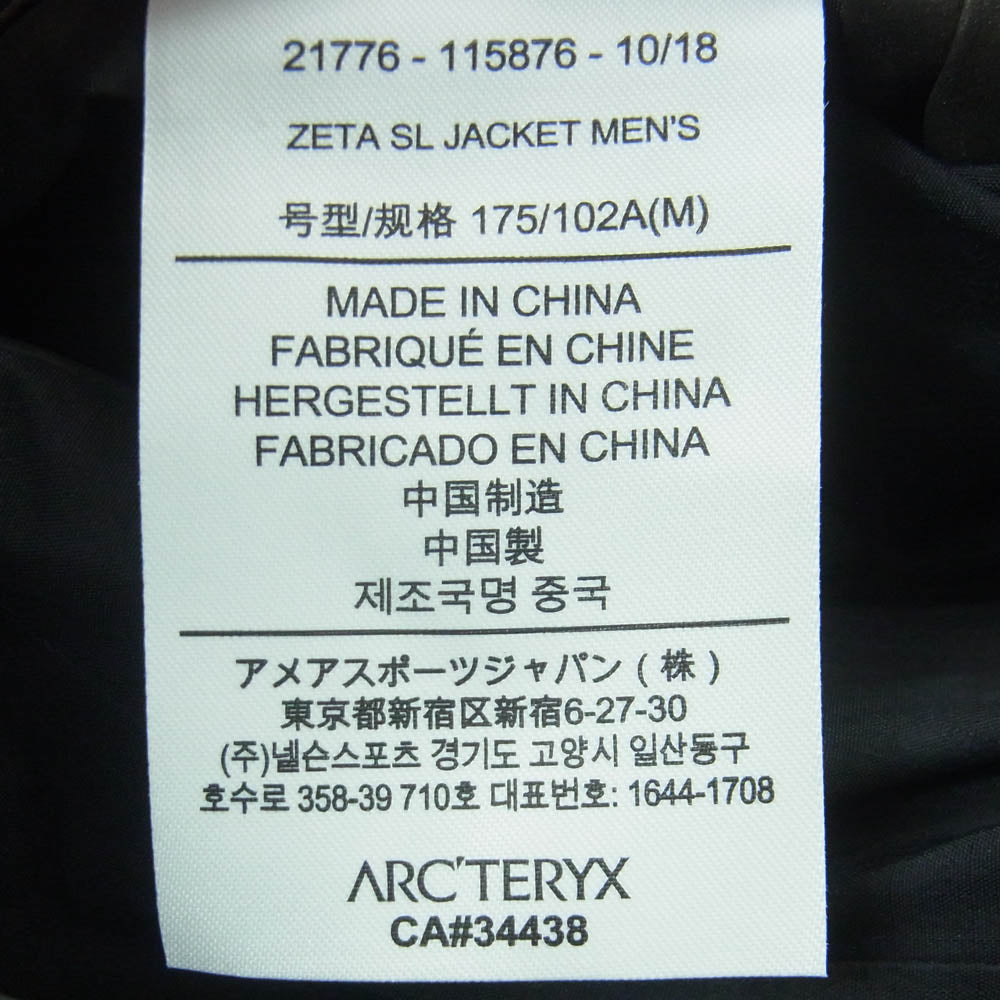 21776 - 115876 - 10/18
ZETA SL JACKET MEN'S
号型/规格 175/102A(M)
MADE IN CHINA
FABRIQUÉ EN CHINE
HERGESTELLT IN CHINA
FABRICADO EN CHINA
中国制造
中国製
제조국명 중국
アメアスポーツジャパン ( 株 )
東京都新宿区新宿6-27-30
(주)넬슨스포츠 경기도 고양시 일산동구
호수로 358-39 710호 대표번호: 1644-1708
ARC'TERYX
CA#34438